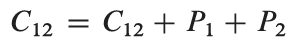 C₁₂ = C₁₂ + P₁ + P₂